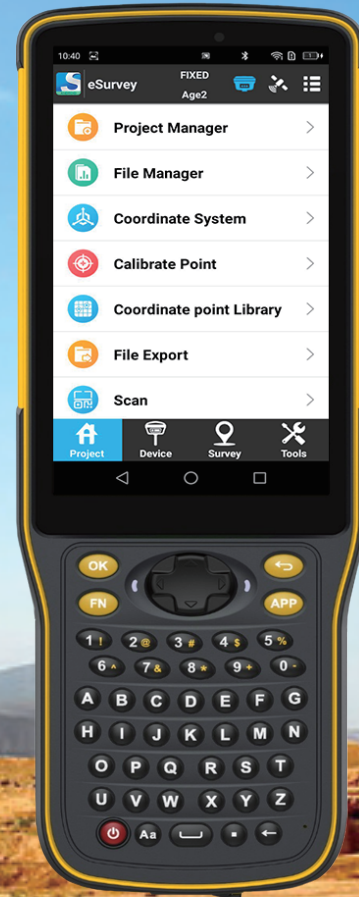 10:40
eSurvey
FIXED
Age2
Project Manager
File Manager
Coordinate System
Calibrate Point
Coordinate point Library
File Export
Scan
Project Device Survey Tools
OK
FN APP
1 ! 2 @ 3 # 4 $ 5 %
6 ^ 7 & 8 * 9 + 0 -
A B C D E F G
H I J K L M N
O P Q R S T
U V W X Y Z
Aa